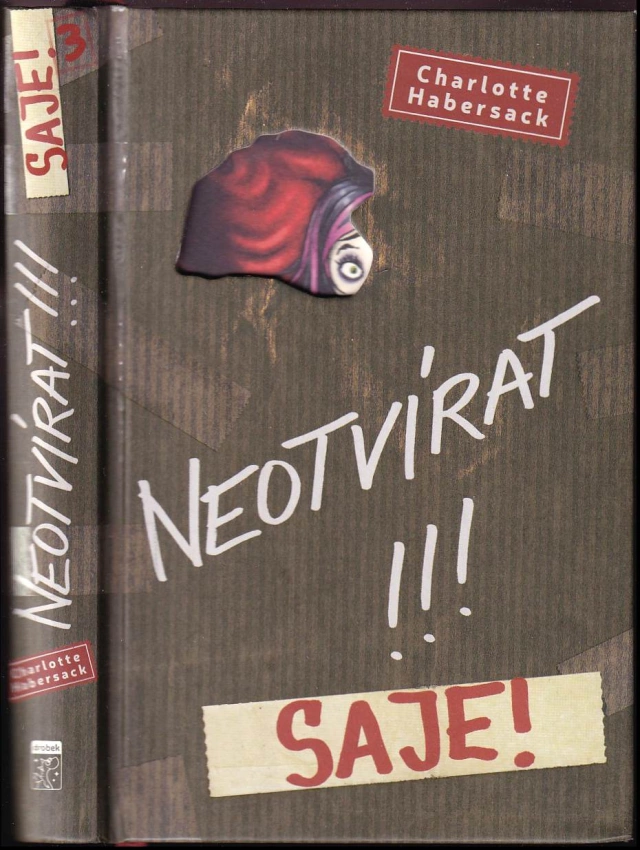 SAJE!
3
NEOTVÍRAT!!!
Charlotte
Habersack
drobek
Charlotte
Habersack
NEOTVÍRAT
!!!
SAJE!